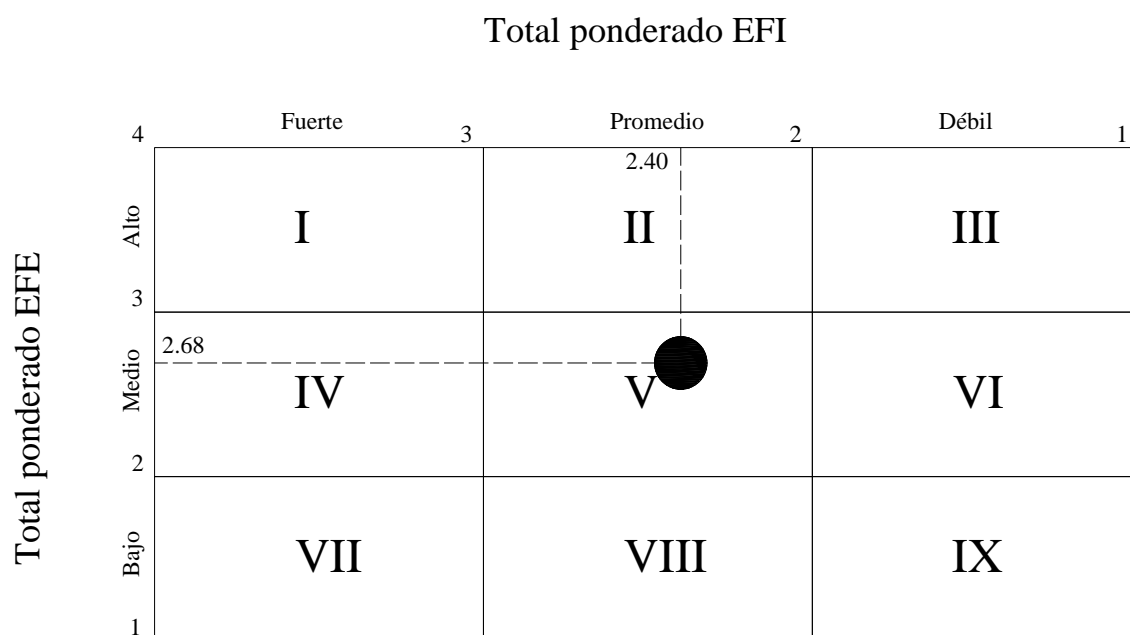 Total ponderado EFI
Fuerte Promedio Débil
4 3 2 1
2.40
I II III
Alto
3
Total ponderado EFE
2.68
Medio
IV V VI
2
Bajo
VII VIII IX
1